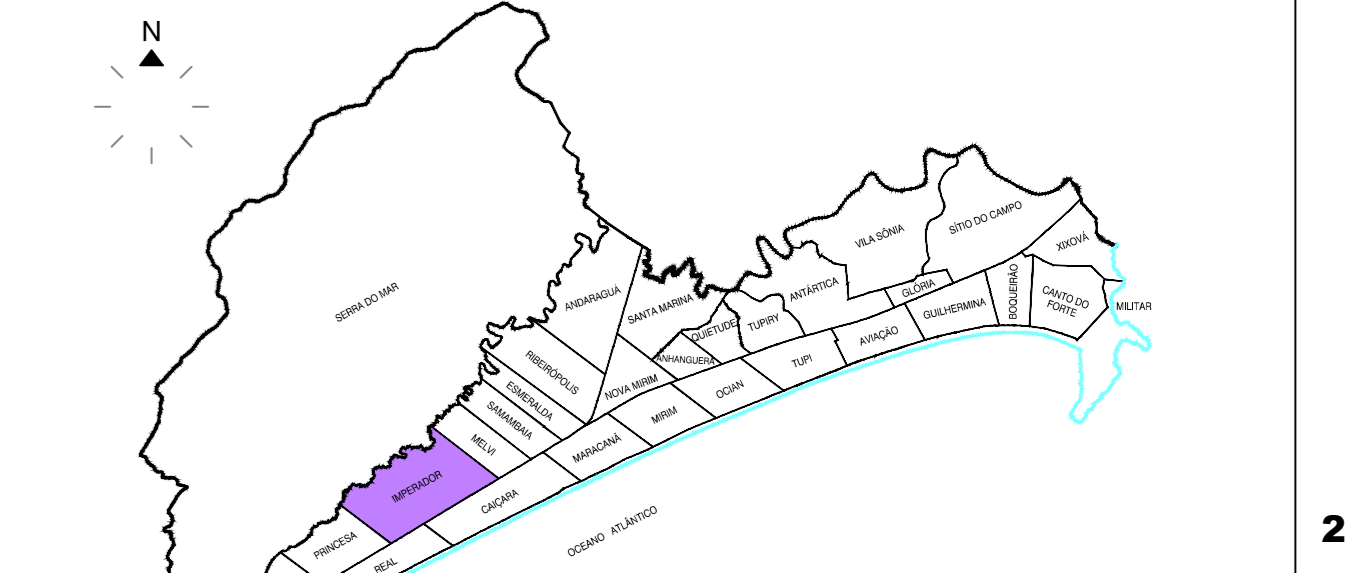 N
SERRA DO MAR
ANDARAGUÁ
SANTA MARINA
QUIETUDE
TUPIRY
ANTÁRTICA
VILA SÔNIA
SÍTIO DO CAMPO
XIXOVÁ
MILITAR
CANTO DO
FORTE
BOQUEIRÃO
GUILHERMINA
GLÓRIA
AVIAÇÃO
TUPI
OCIAN
ANHANGUERA
NOVA MIRIM
MIRIM
MARACANÃ
RIBEIRÓPOLIS
ESMERALDA
SAMAMBAIA
MELVI
IMPERADOR
CAIÇARA
PRINCESA
REAL
OCEANO ATLÂNTICO
2